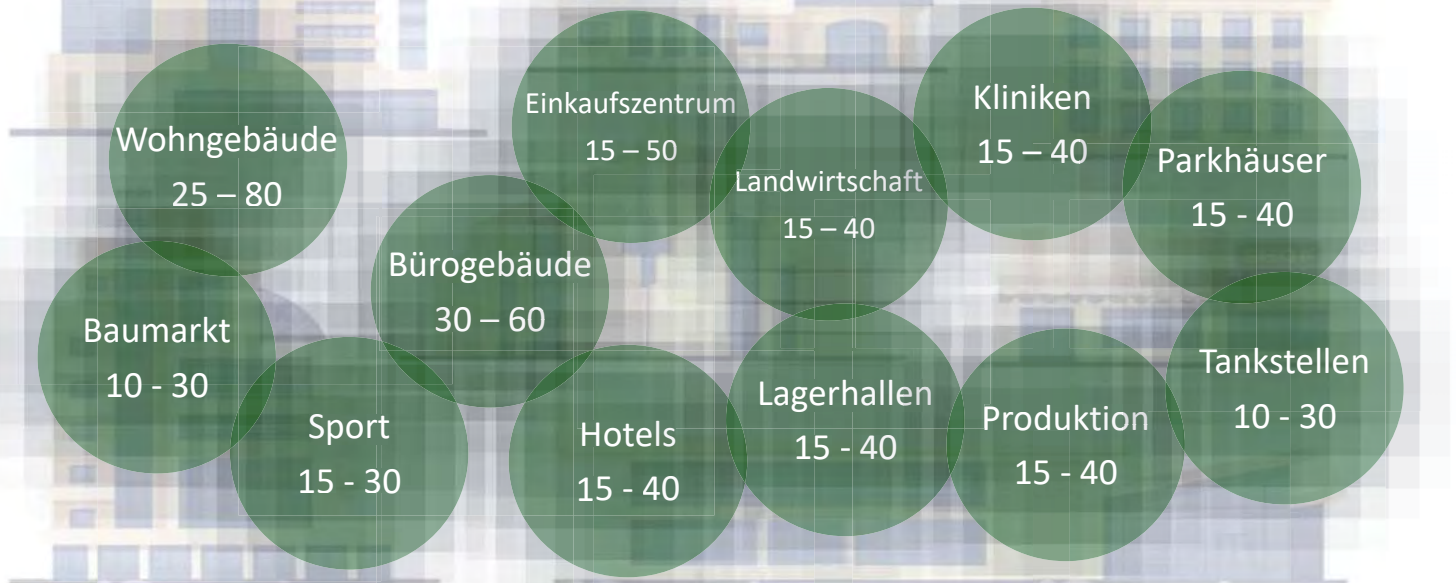 Wohngebäude
25 – 80
Einkaufszentrum
15 – 50
Landwirtschaft
15 – 40
Kliniken
15 – 40
Parkhäuser
15 - 40
Bürogebäude
30 – 60
Baumarkt
10 - 30
Sport
15 - 30
Hotels
15 - 40
Lagerhallen
15 - 40
Produktion
15 - 40
Tankstellen
10 - 30